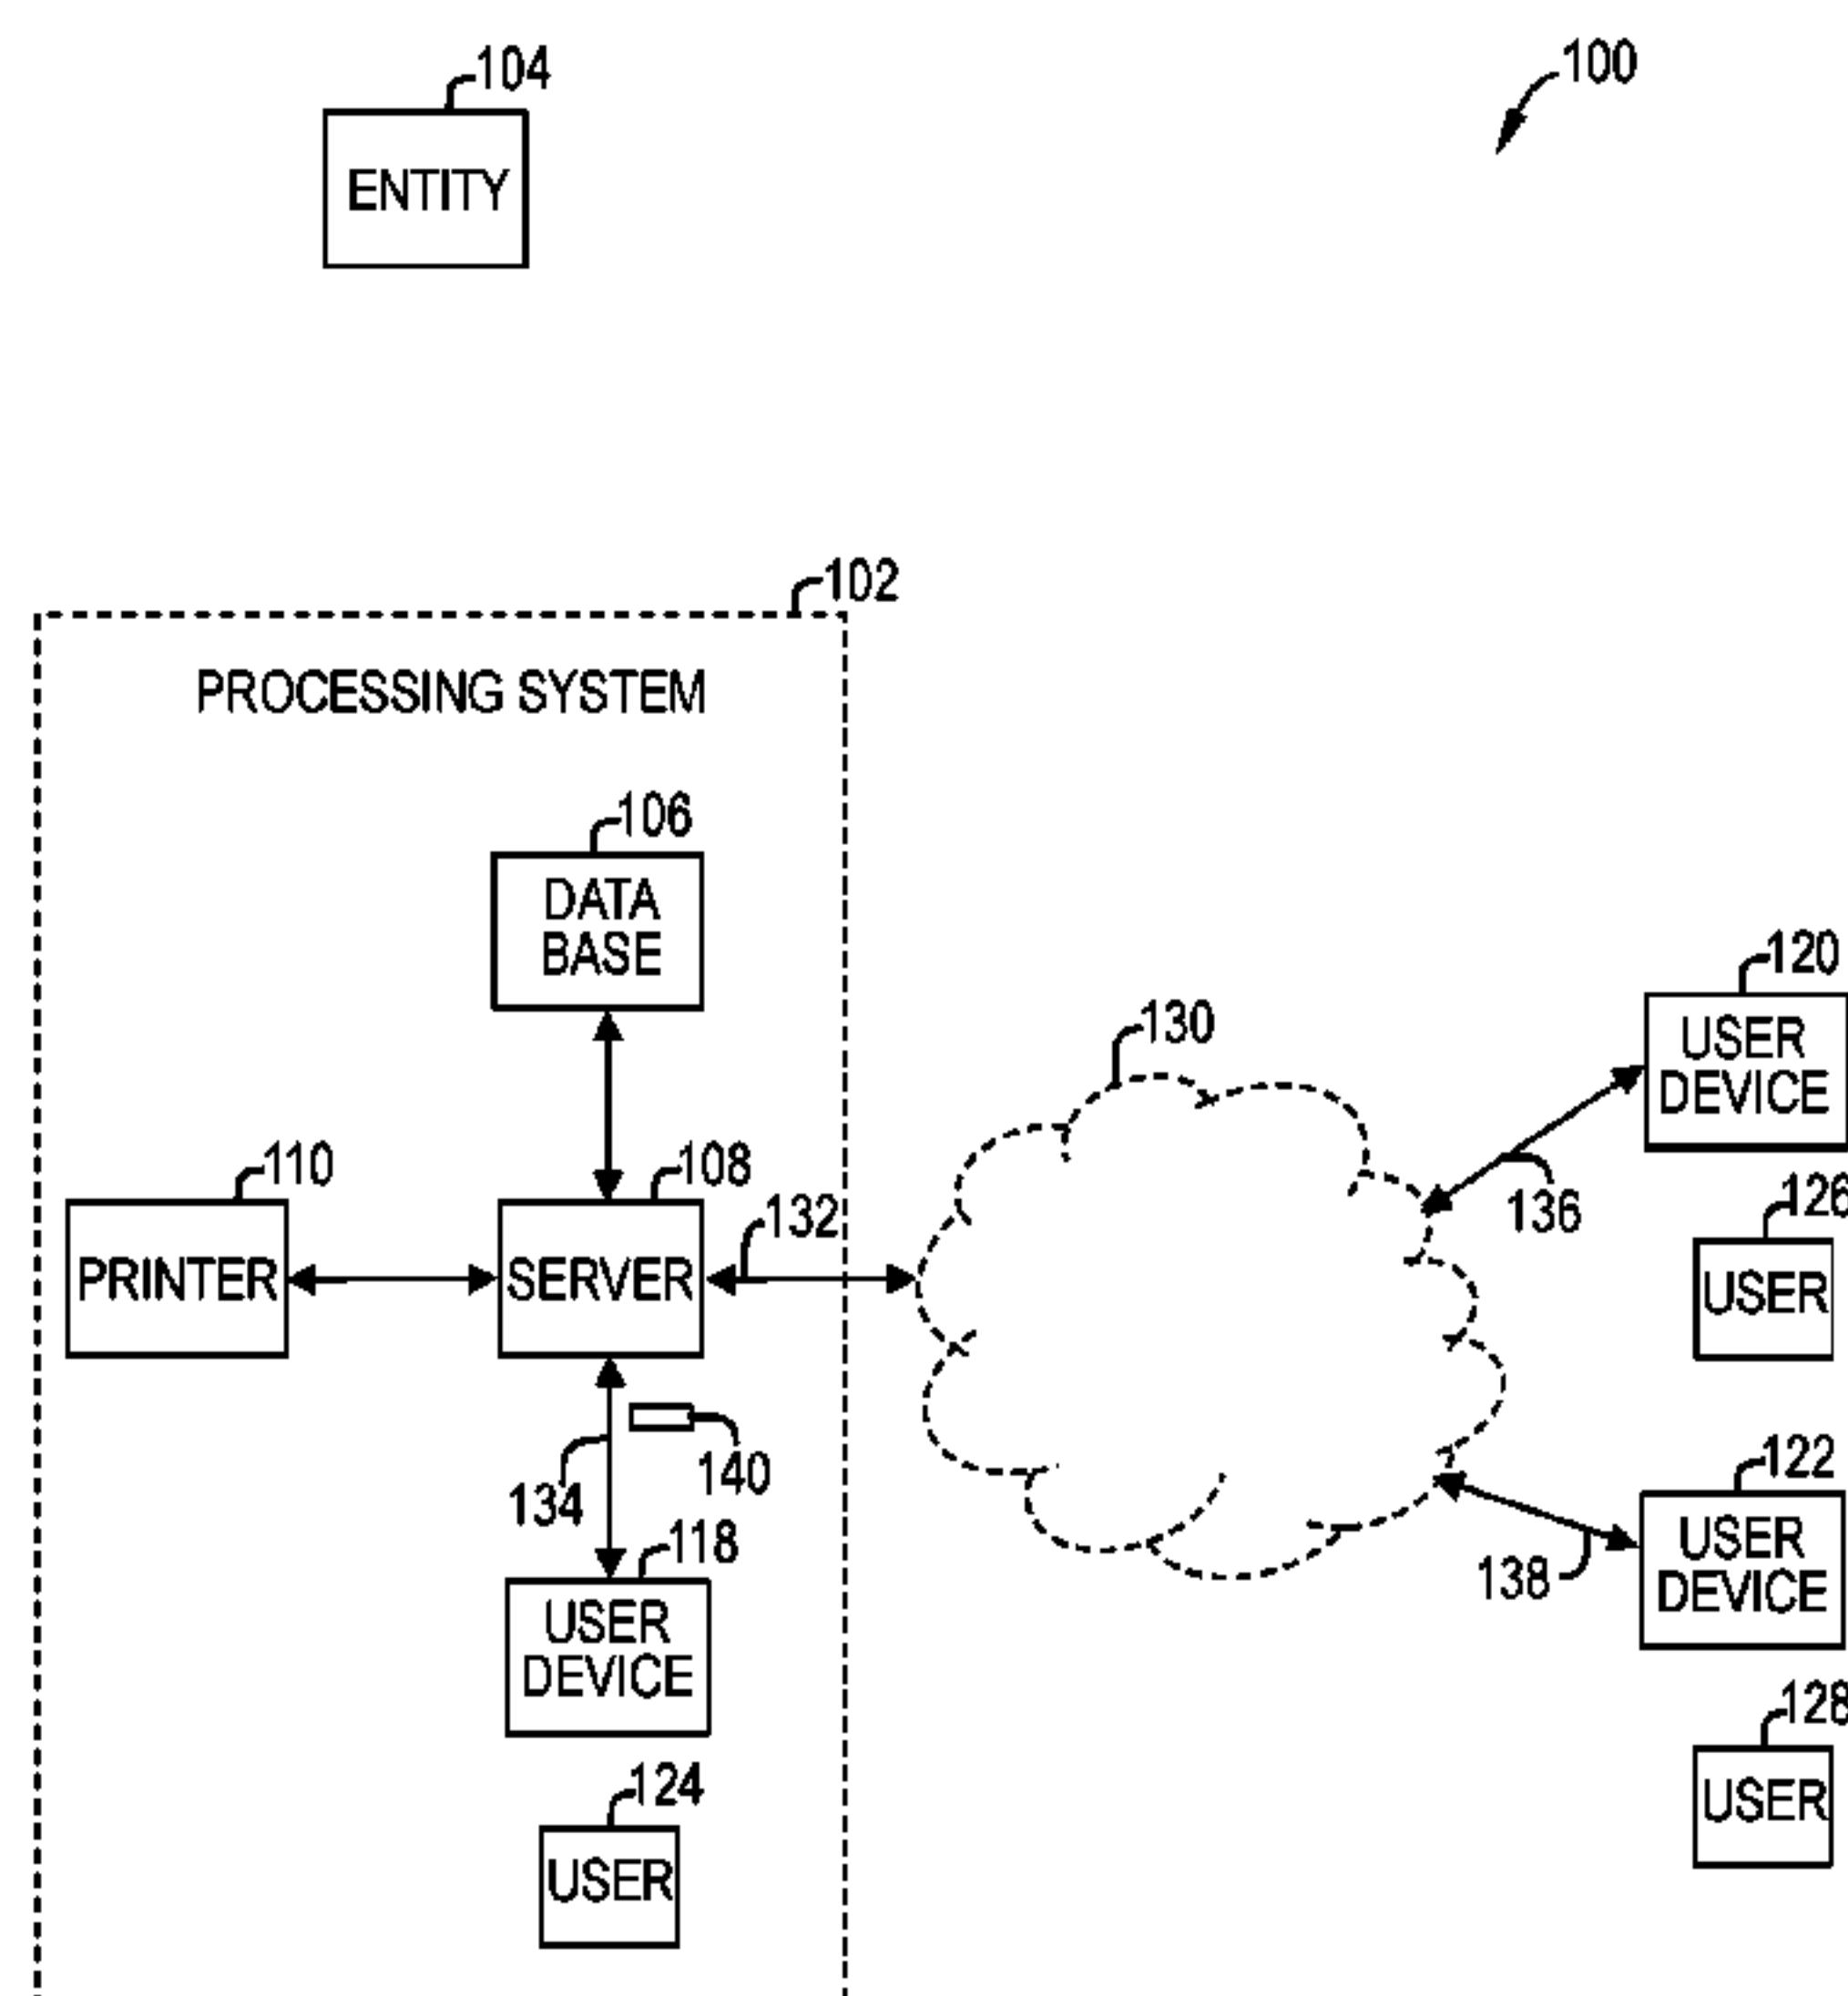 104
100
ENTITY
102
PROCESSING SYSTEM
106
DATA
BASE
120
USER
DEVICE
130
110
108
132
136
126
PRINTER
SERVER
USER
134
140
122
118
USER
DEVICE
138
USER
DEVICE
128
124
USER
USER